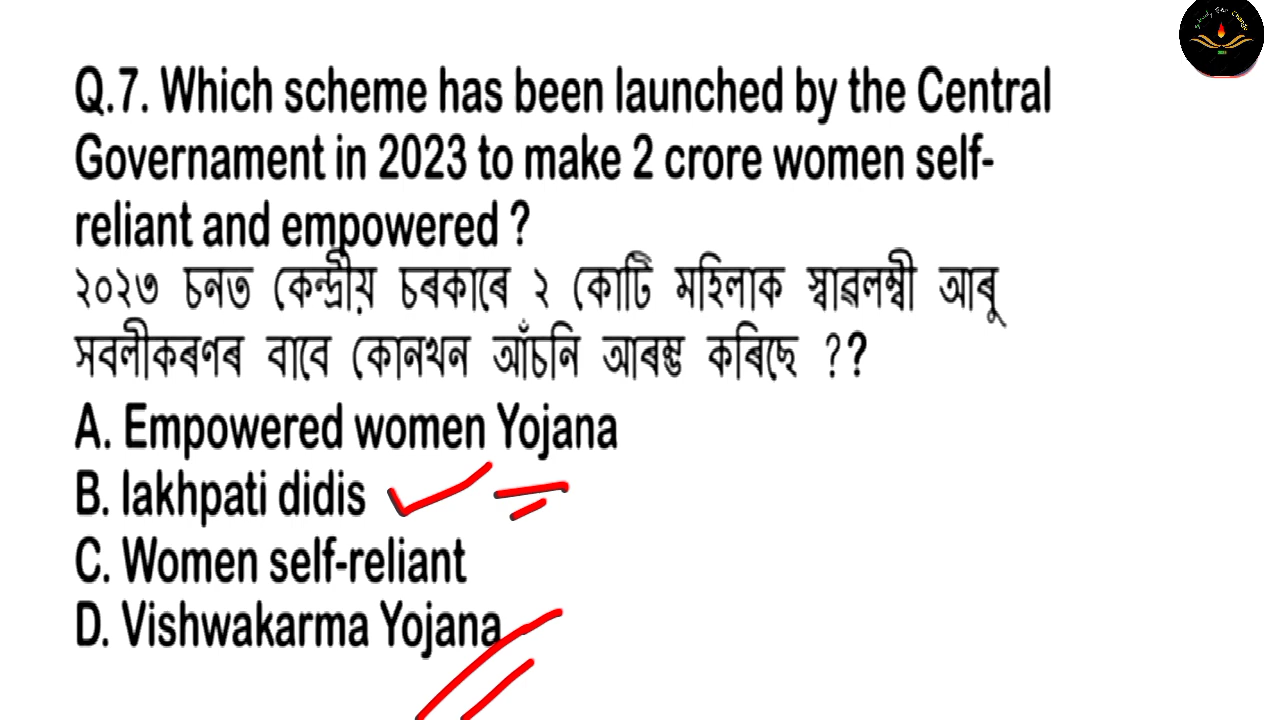 Q.7. Which scheme has been launched by the Central
Governament in 2023 to make 2 crore women self-
reliant and empowered ?
২০২৩ চনত কেন্দ্ৰীয় চৰকাৰে ২ কোটি মহিলাক স্বাৱলম্বী আৰু
সবলীকৰণৰ বাবে কোনখন আঁচনি আৰম্ভ কৰিছে ??
A. Empowered women Yojana
B. lakhpati didis
C. Women self-reliant
D. Vishwakarma Yojana